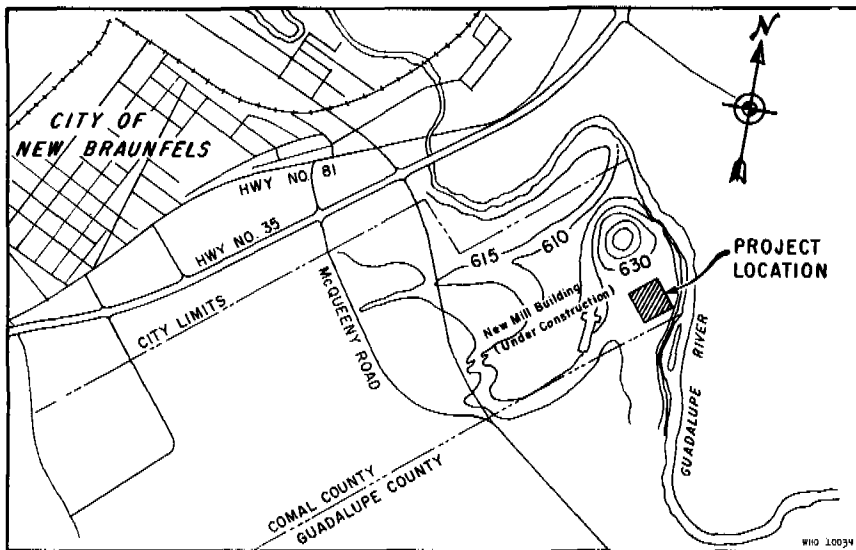 N
CITY OF
NEW BRAUNFELS
HWY NO. 81
HWY NO. 35
CITY LIMITS
McQUEENY ROAD
615
610
630
New Mill Building
(Under Construction)
PROJECT
LOCATION
GUADALUPE RIVER
COMAL COUNTY
GUADALUPE COUNTY
WHO 10034